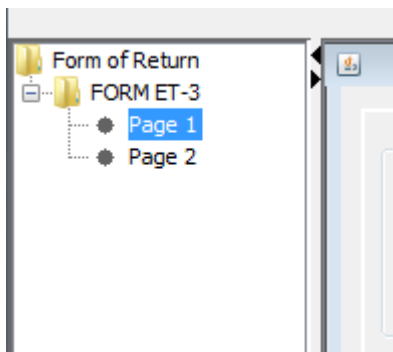 Form of Return
FORM ET-3
Page 1
Page 2